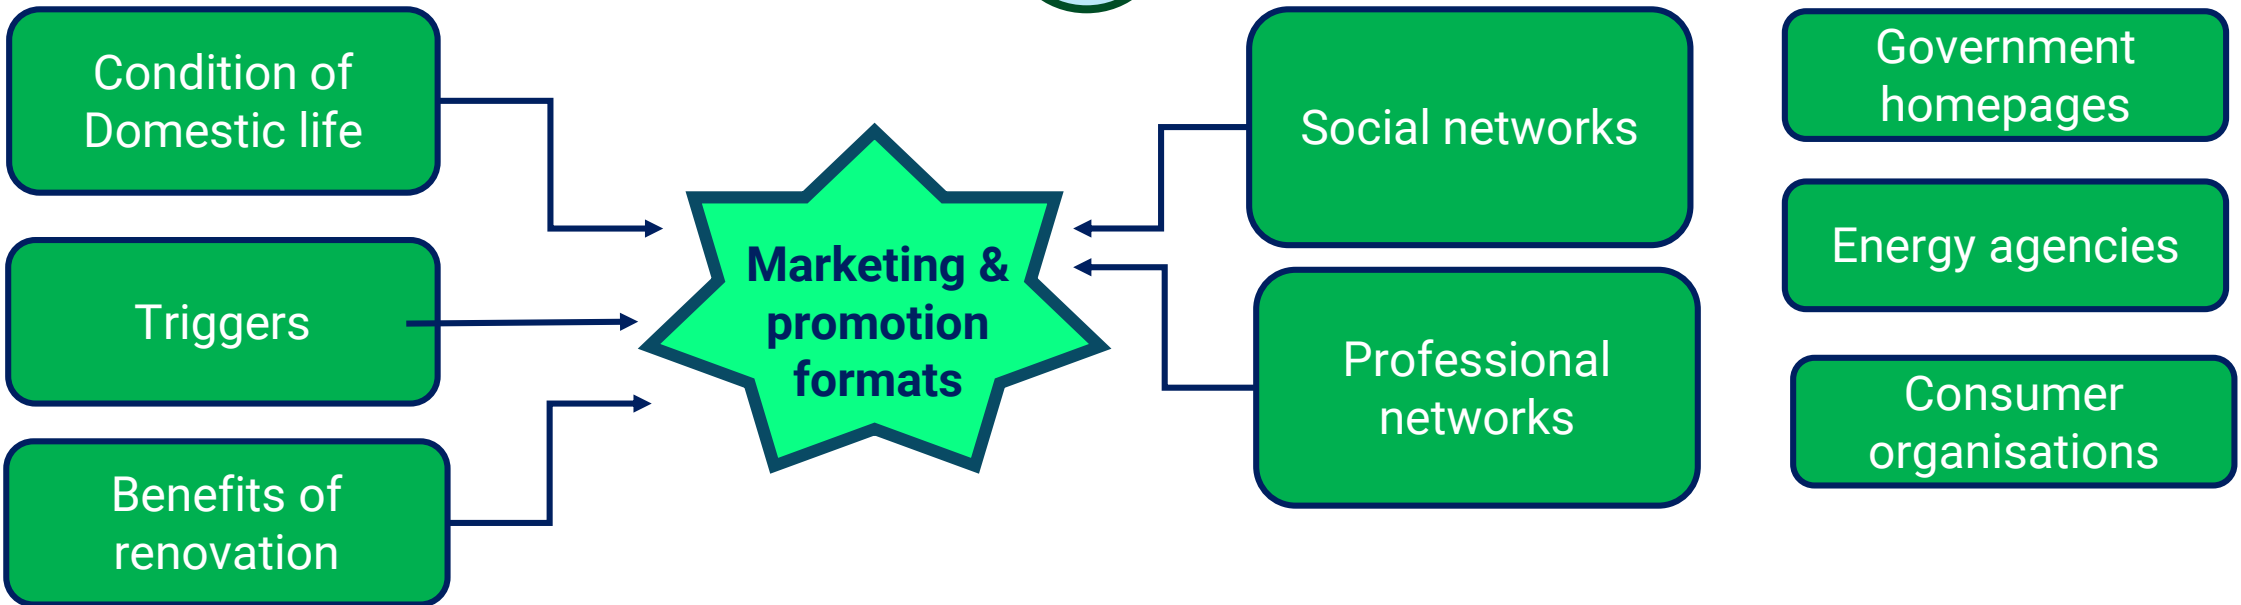 Condition of
Domestic life
Triggers
Benefits of
renovation
Marketing &
promotion
formats
Social networks
Professional
networks
Government
homepages
Energy agencies
Consumer
organisations